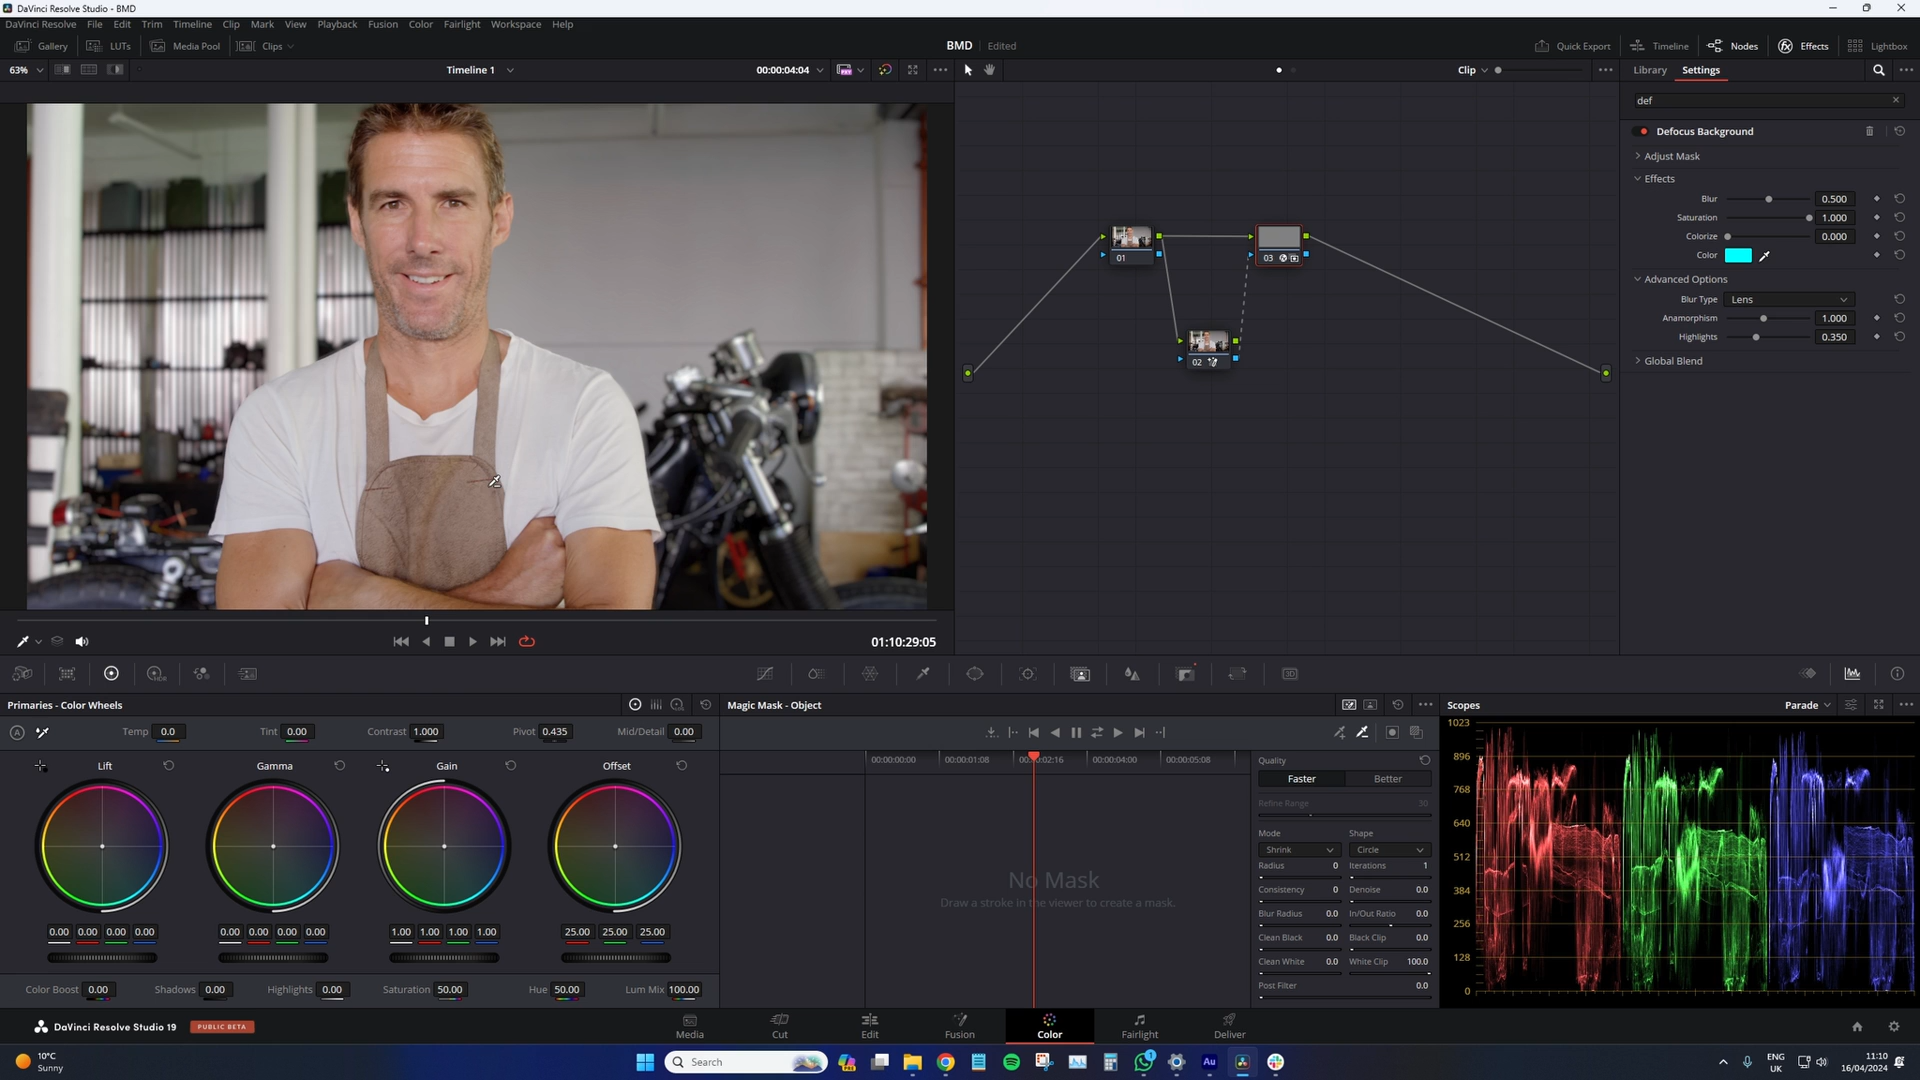 DaVinci Resolve Studio - BMD
DaVinci Resolve File Edit Trim Timeline Clip Mark View Playback Fusion Color Fairlight Workspace Help
Gallery LUTs Media Pool Clips BMD Edited Quick Export Timeline Nodes Effects Lightbox
63% Timeline 1 00:00:04:04 Clip Library Settings
def
Defocus Background
Adjust Mask
Effects
Blur 0.500
Saturation 1.000
Colorize 0.000
Color
Advanced Options
Blur Type Lens
Anamorphism 1.000
Highlights 0.350
Global Blend
01
03
02
01:10:29:05
Primaries - Color Wheels
Temp 0.0 Tint 0.00 Contrast 1.000 Pivot 0.435 Mid/Detail 0.00
Lift Gamma Gain Offset
0.00 0.00 0.00 0.00 0.00 0.00 0.00 0.00 1.00 1.00 1.00 1.00 25.00 25.00 25.00
Color Boost 0.00 Shadows 0.00 Highlights 0.00 Saturation 50.00 Hue 50.00 Lum Mix 100.00
Magic Mask - Object
00:00:00:00 00:00:01:08 00:00:02:16 00:00:04:00 00:00:05:08
No Mask
Draw a stroke in the viewer to create a mask.
Quality
Faster Better
Refine Range 50
Mode Shape
Shrink Circle
Radius 0 Iterations 1
Consistency 0 Denoise 0.0
Blur Radius 0.0 In/Out Ratio 0.0
Clean Black 0.0 Black Clip 0.0
Clean White 0.0 White Clip 100.0
Post Filter 0.0
Scopes Parade
1023
896
768
640
512
384
256
128
0
DaVinci Resolve Studio 19 PUBLIC BETA
Media Cut Edit Fusion Color Fairlight Deliver
10°C
Sunny
Search
1
Au
ENG
UK
11:10
16/04/2024